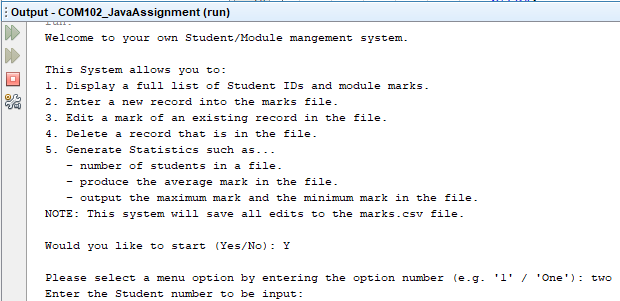 Output - COM102_JavaAssignment (run)
run:
Welcome to your own Student/Module mangement system.
This System allows you to:
1. Display a full list of Student IDs and module marks.
2. Enter a new record into the marks file.
3. Edit a mark of an existing record in the file.
4. Delete a record that is in the file.
5. Generate Statistics such as...
- number of students in a file.
- produce the average mark in the file.
- output the maximum mark and the minimum mark in the file.
NOTE: This system will save all edits to the marks.csv file.
Would you like to start (Yes/No): Y
Please select a menu option by entering the option number (e.g. '1' / 'One'): two
Enter the Student number to be input: